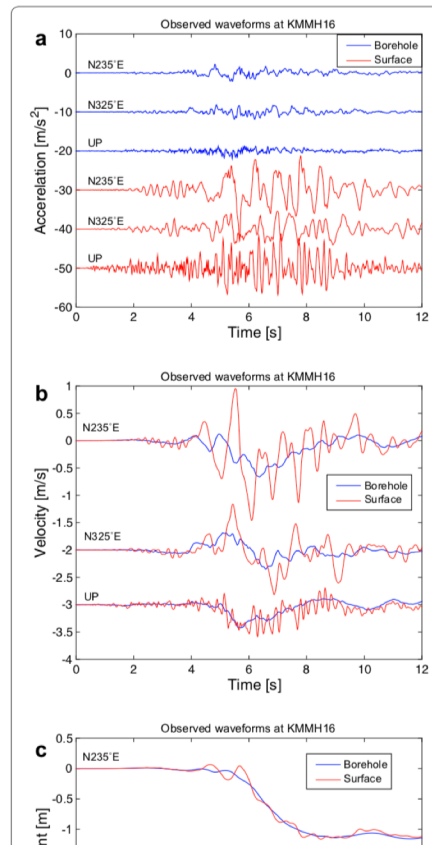 a
Observed waveforms at KMMH16
Borehole
Surface
N235°E
N325°E
UP
N235°E
N325°E
UP
Accerelation [m/s²]
10
0
-10
-20
-30
-40
-50
-60
0 2 4 6 8 10 12
Time [s]
b
Observed waveforms at KMMH16
N235°E
Borehole
Surface
N325°E
UP
Velocity [m/s]
1
0.5
0
-0.5
-1
-1.5
-2
-2.5
-3
-3.5
-4
0 2 4 6 8 10 12
Time [s]
c
Observed waveforms at KMMH16
N235°E
Borehole
Surface
nt [m]
0.5
0
-0.5
-1